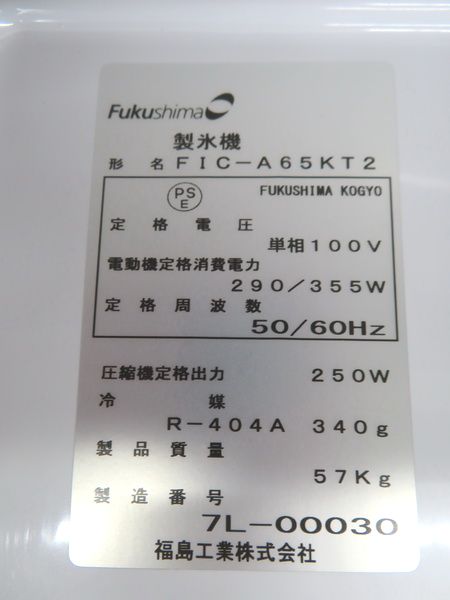 Fukushima
製氷機
形名 FIC-A65KT2
PS E FUKUSHIMA KOGYO
定格電圧
単相100V
電動機定格消費電力
290/355W
定格周波数
50/60Hz
圧縮機定格出力 250W
冷媒
R-404A 340g
製品質量
57Kg
製造番号
7L-00030
福島工業株式会社